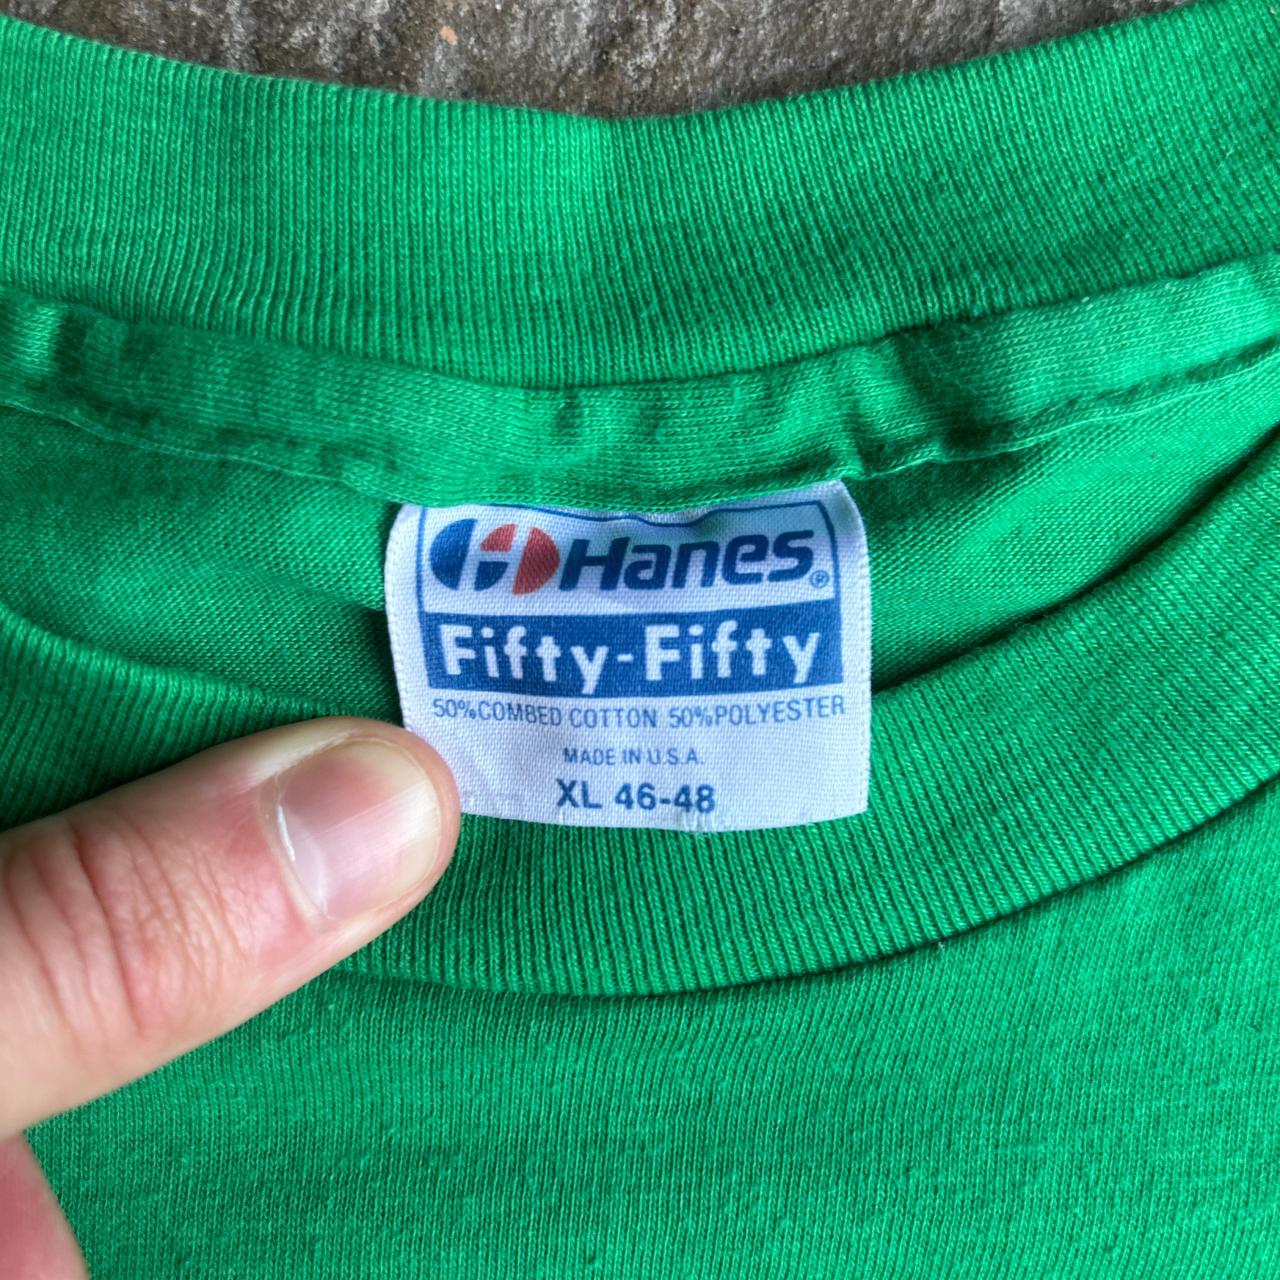 Hanes®
Fifty-Fifty
50%COMBED COTTON 50%POLYESTER
MADE IN U.S.A.
XL 46-48